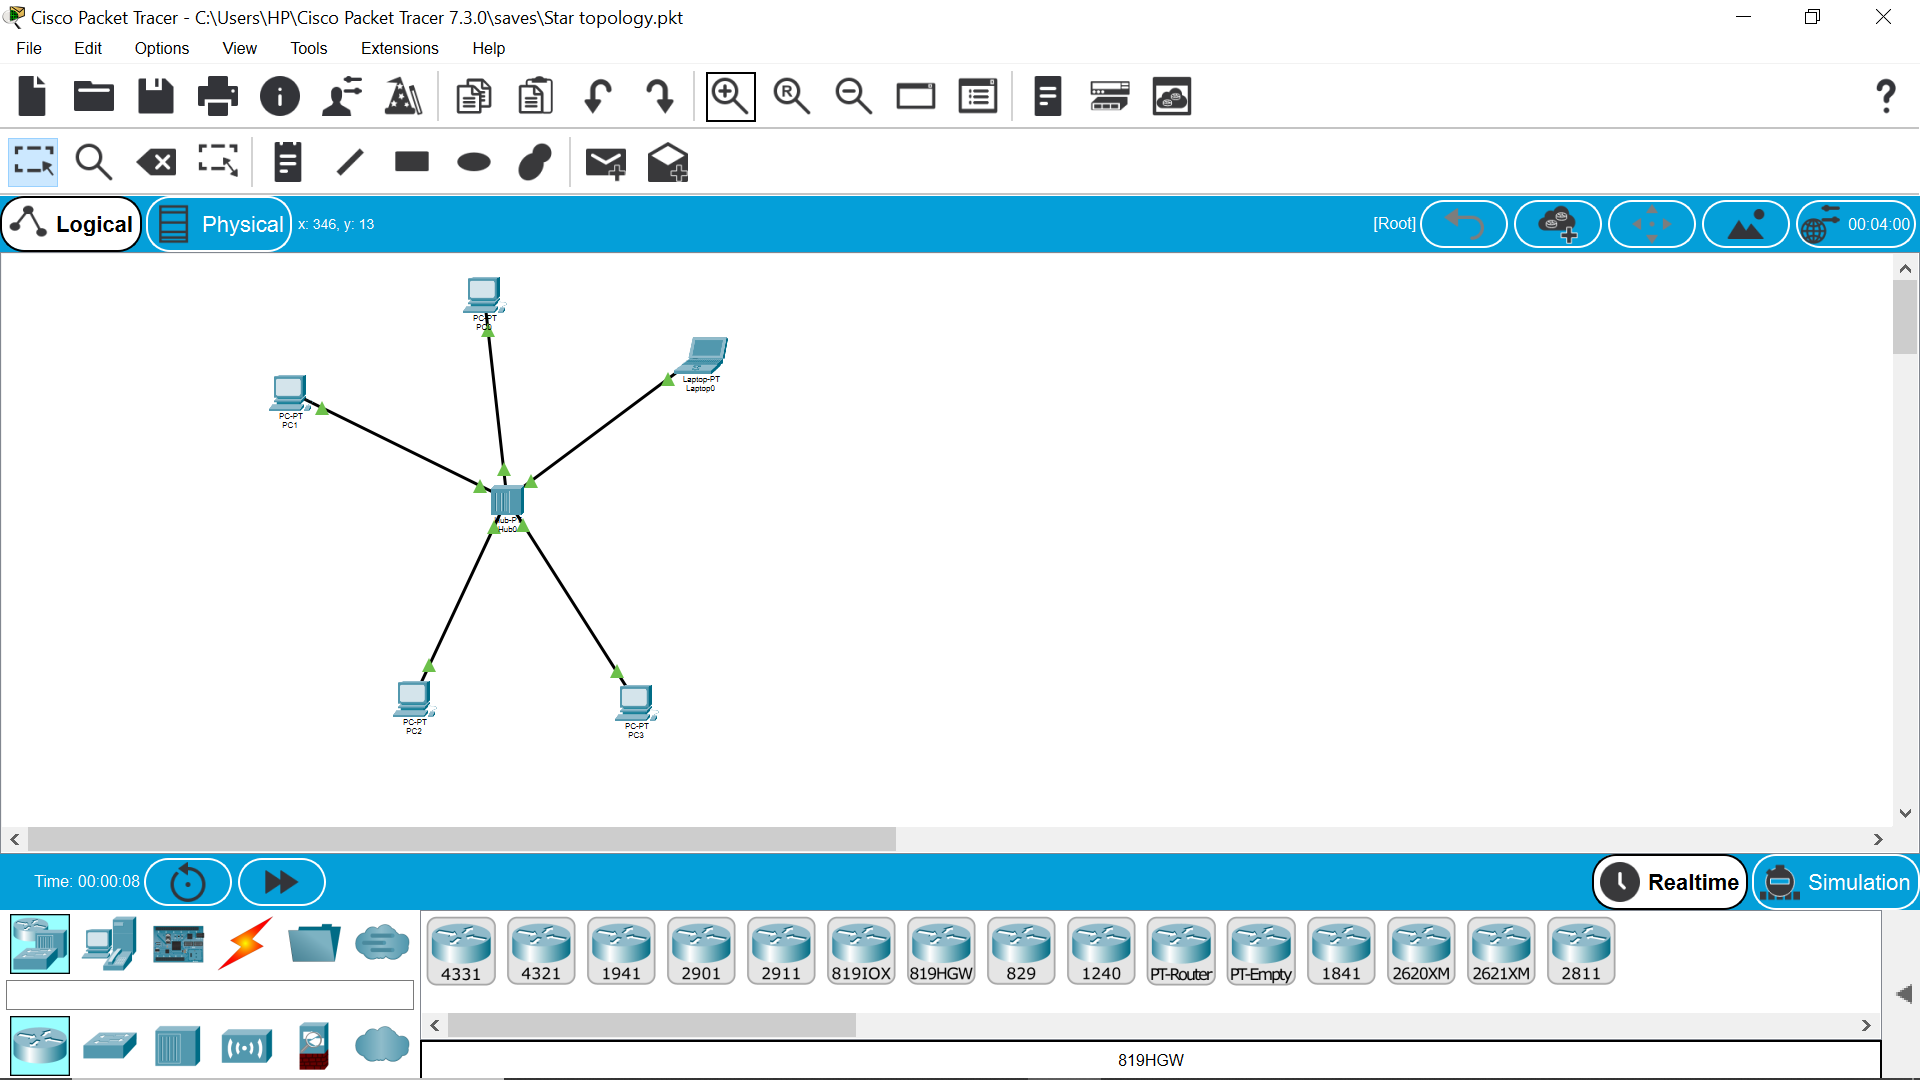 Cisco Packet Tracer - C:\Users\HP\Cisco Packet Tracer 7.3.0\saves\Star topology.pkt
File Edit Options View Tools Extensions Help
R
?
Logical Physical x: 346, y: 13 [Root] 00:04:00
PC-PT
PC0
Laptop-PT
Laptop0
PC-PT
PC1
Hub-PT
Hub0
PC-PT
PC2
PC-PT
PC3
Time: 00:00:08 Realtime Simulation
4331 4321 1941 2901 2911 819IOX 819HGW 829 1240 PT-Router PT-Empty 1841 2620XM 2621XM 2811
819HGW